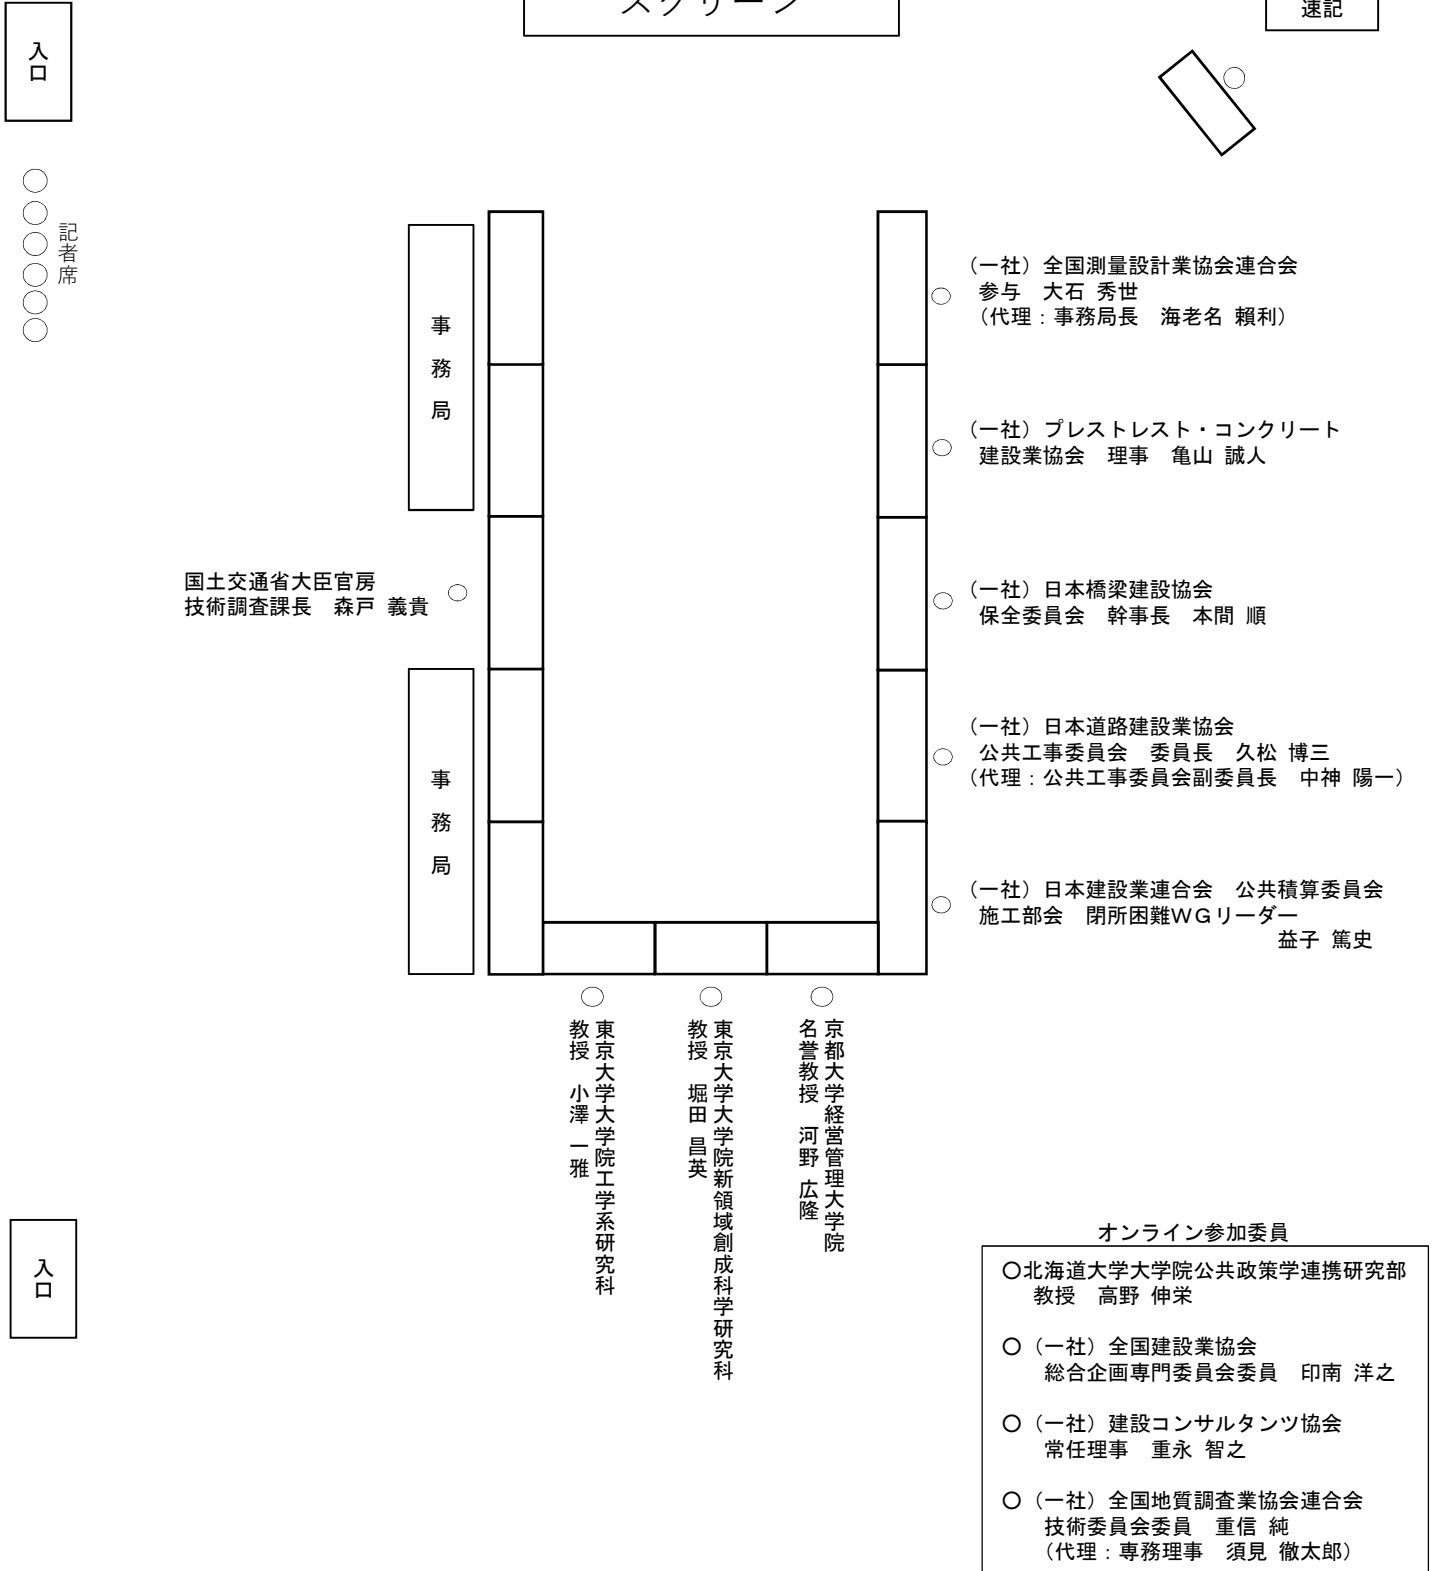 スクリーン
速記
入口
記者席
事務局
国土交通省大臣官房
技術調査課長　森戸 義貴
事務局
（一社）全国測量設計業協会連合会
参与　大石 秀世
（代理：事務局長　海老名 頼利）
（一社）プレストレスト・コンクリート
建設業協会　理事　亀山 誠人
（一社）日本橋梁建設協会
保全委員会　幹事長　本間 順
（一社）日本道路建設業協会
公共工事委員会　委員長　久松 博三
（代理：公共工事委員会副委員長　中神 陽一）
（一社）日本建設業連合会　公共積算委員会
施工部会　閉所困難ＷＧリーダー
益子 篤史
東京大学大学院工学系研究科
教授　小澤 一雅
東京大学大学院新領域創成科学研究科
教授　堀田 昌英
京都大学経営管理大学院
名誉教授　河野 広隆
入口
オンライン参加委員
〇北海道大学大学院公共政策学連携研究部
教授　高野 伸栄
〇（一社）全国建設業協会
総合企画専門委員会委員　印南 洋之
〇（一社）建設コンサルタンツ協会
常任理事　重永 智之
〇（一社）全国地質調査業協会連合会
技術委員会委員　重信 純
（代理：専務理事　須見 徹太郎）